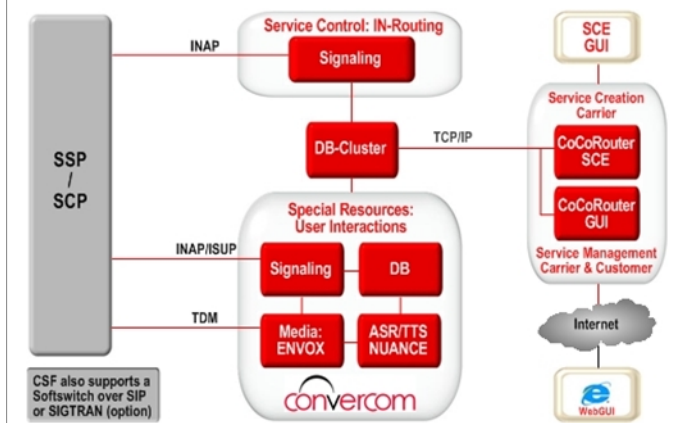 Service Control: IN-Routing
INAP
Signaling
SCE
GUI
Service Creation
Carrier
SSP
/
SCP
DB-Cluster
TCP/IP
CoCoRouter
SCE
CoCoRouter
GUI
Service Management
Carrier & Customer
Special Resources:
User Interactions
INAP/ISUP
Signaling
DB
TDM
Media:
ENVOX
ASR/TTS
NUANCE
Internet
WebGUI
CSF also supports a
Softswitch over SIP
or SIGTRAN (option)
convercom